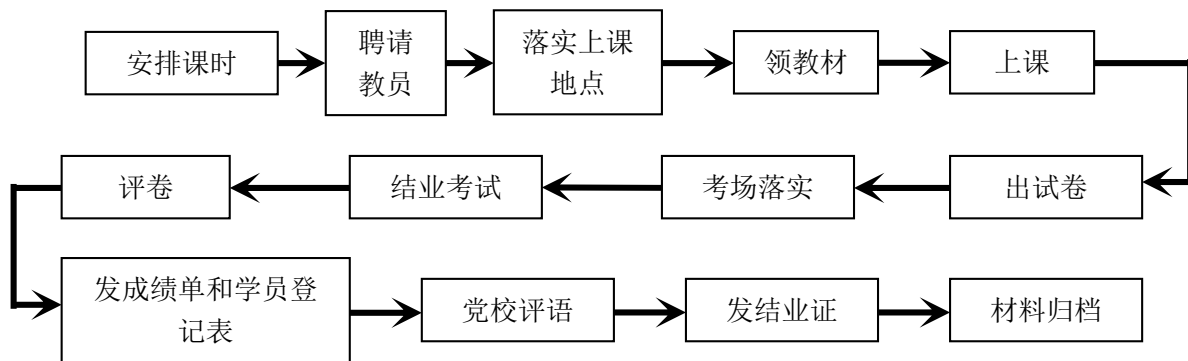 安排课时
聘请
教员
落实上课
地点
领教材
上课
出试卷
考场落实
结业考试
评卷
发成绩单和学员登
记表
党校评语
发结业证
材料归档